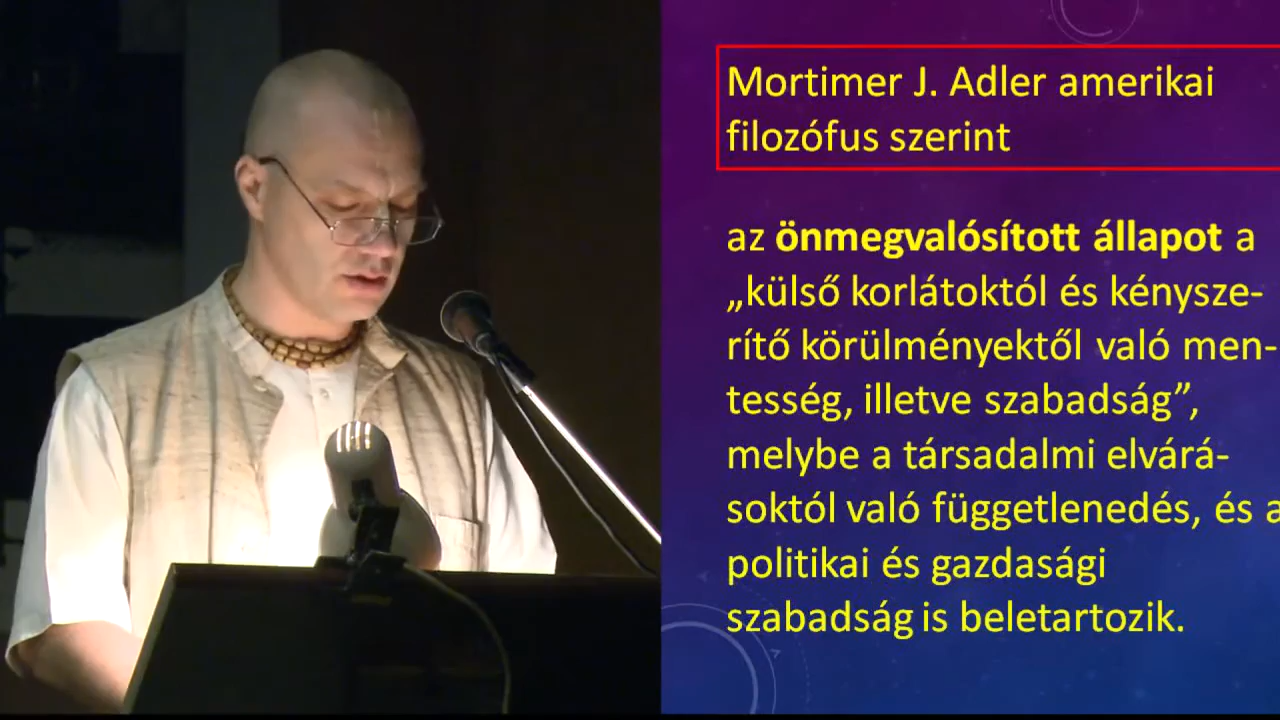 Mortimer J. Adler amerikai
filozófus szerint
az önmegvalósított állapot a
„külső korlátoktól és kénysze-
rítő körülményektől való men-
tesség, illetve szabadság”,
melybe a társadalmi elvárá-
soktól való függetlenedés, és a
politikai és gazdasági
szabadság is beletartozik.